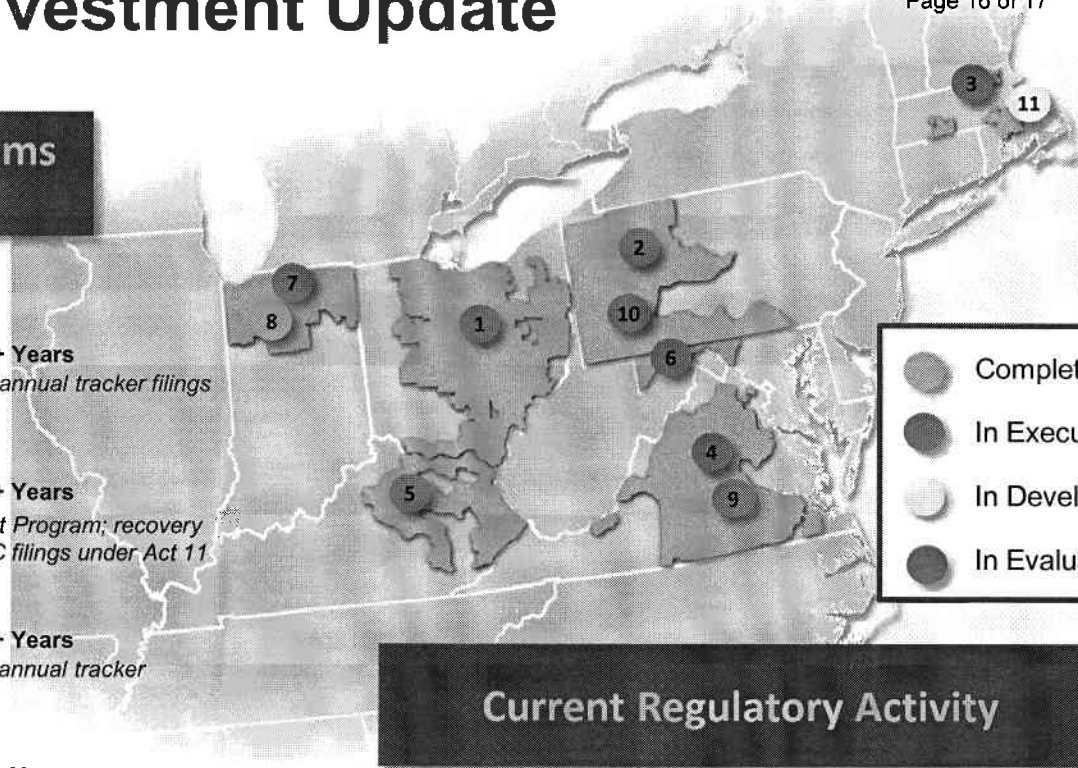 vestment Update
Page 16 of 17
ms
+ Years
annual tracker filings
+ Years
t Program; recovery
C filings under Act 11
+ Years
annual tracker
3
11
2
7
8
1
10
6
4
5
9
Complet
In Execu
In Devel
In Evalu
Current Regulatory Activity